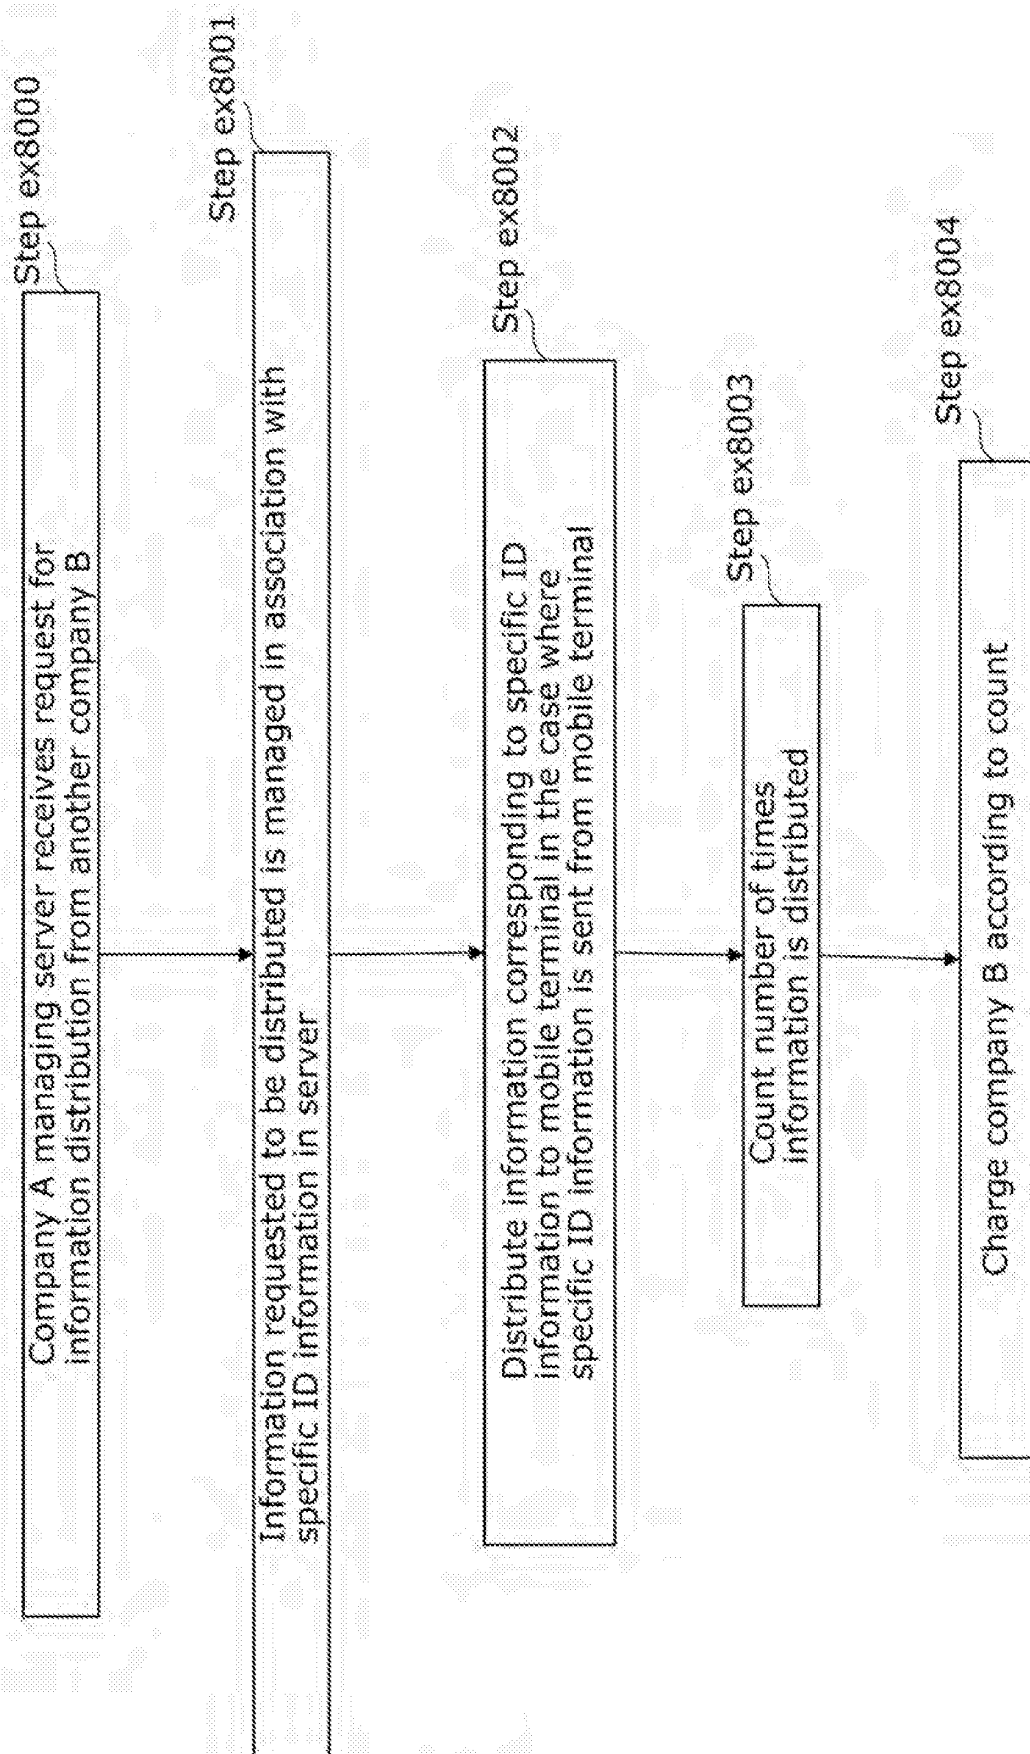 Step ex8000
Company A managing server receives request for
information distribution from another company B
Step ex8001
Information requested to be distributed is managed in association with
specific ID information in server
Step ex8002
Distribute information corresponding to specific ID
information to mobile terminal in the case where
specific ID information is sent from mobile terminal
Step ex8003
Count number of times
information is distributed
Step ex8004
Charge company B according to count